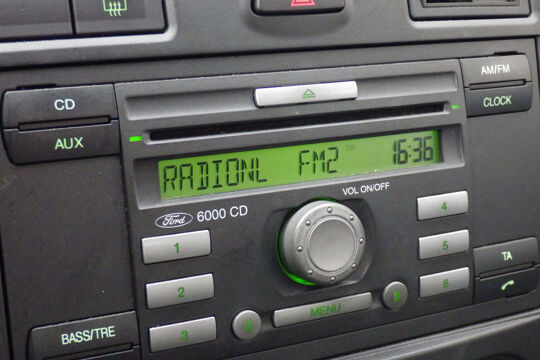 AM/FM
CD
CLOCK
AUX
RADIONL FM2 16:36
VOL ON/OFF
Ford 6000 CD
1
2
3
4
5
6
MENU
TA
BASS/TRE